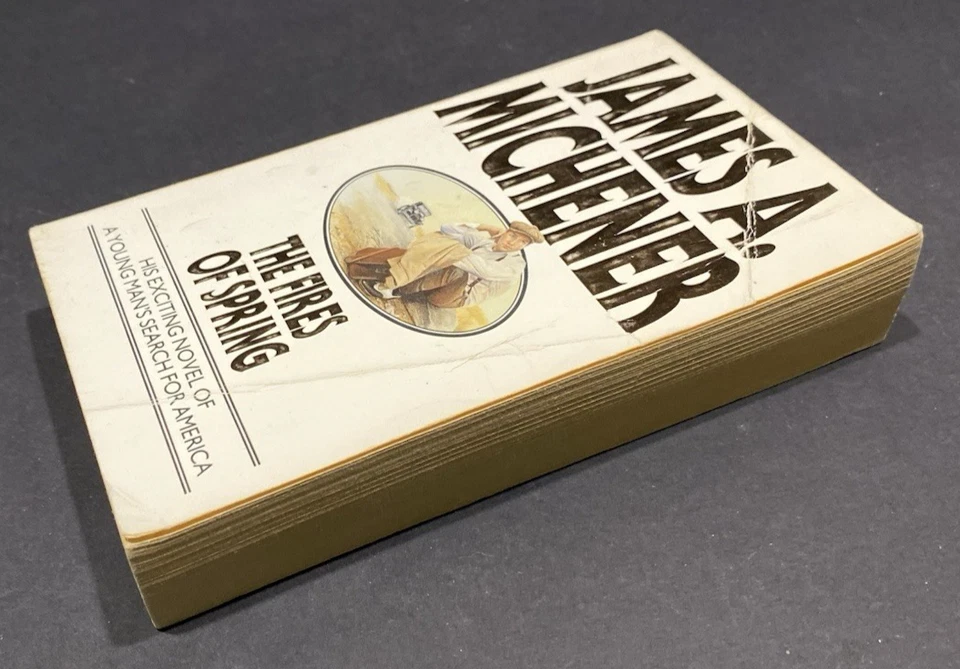 JAMES A.
MICHENER
THE FIRES
OF SPRING
HIS EXCITING NOVEL OF
A YOUNG MAN'S SEARCH FOR AMERICA